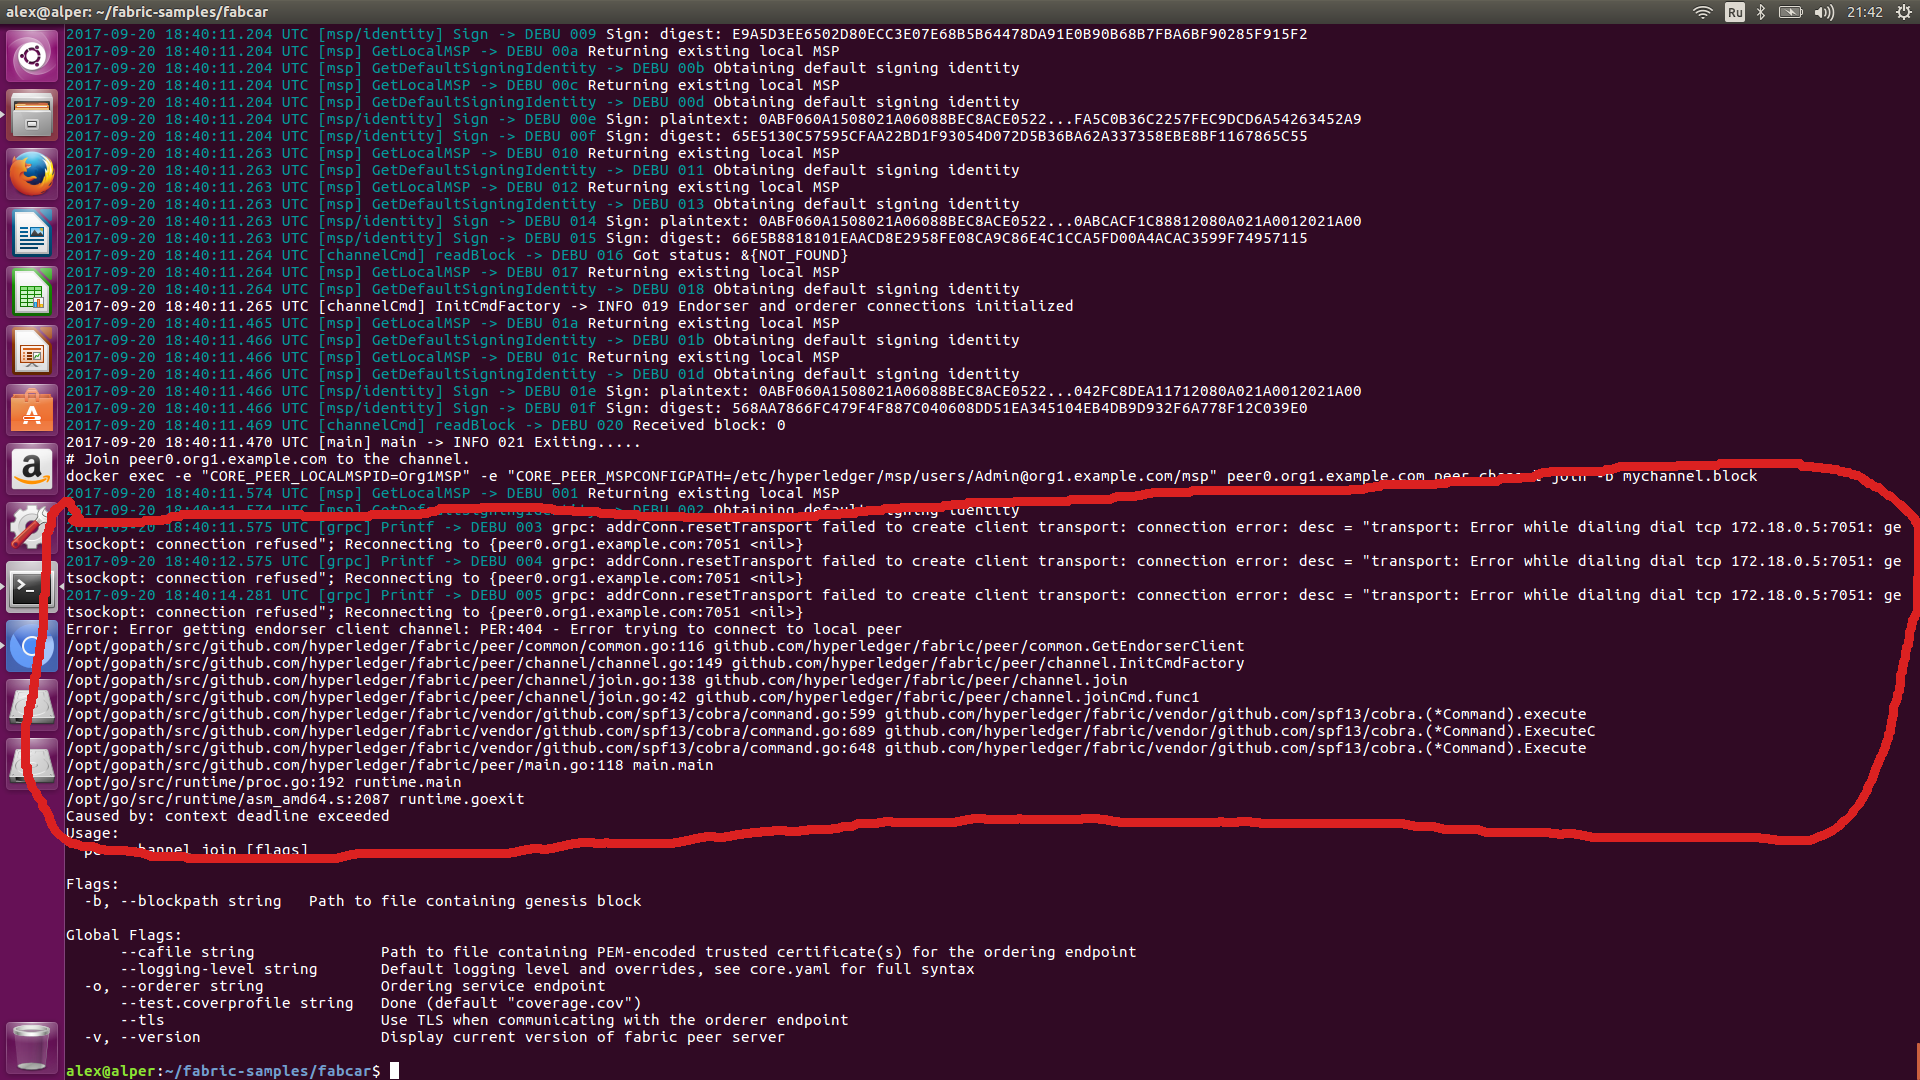 alex@alper: ~/fabric-samples/fabcar
Ru
21:42
2017-09-20 18:40:11.204 UTC [msp/identity] Sign -> DEBU 009 Sign: digest: E9A5D3EE6502D80ECC3E07E68B5B64478DA91E0B90B68B7FBA6BF90285F915F2
2017-09-20 18:40:11.204 UTC [msp] GetLocalMSP -> DEBU 00a Returning existing local MSP
2017-09-20 18:40:11.204 UTC [msp] GetDefaultSigningIdentity -> DEBU 00b Obtaining default signing identity
2017-09-20 18:40:11.204 UTC [msp] GetLocalMSP -> DEBU 00c Returning existing local MSP
2017-09-20 18:40:11.204 UTC [msp] GetDefaultSigningIdentity -> DEBU 00d Obtaining default signing identity
2017-09-20 18:40:11.204 UTC [msp/identity] Sign -> DEBU 00e Sign: plaintext: 0ABF060A1508021A06088BEC8ACE0522...FA5C0B36C2257FEC9DCD6A54263452A9
2017-09-20 18:40:11.204 UTC [msp/identity] Sign -> DEBU 00f Sign: digest: 65E5130C57595CFAA22BD1F93054D072D5B36BA62A337358EBE8BF1167865C55
2017-09-20 18:40:11.263 UTC [msp] GetLocalMSP -> DEBU 010 Returning existing local MSP
2017-09-20 18:40:11.263 UTC [msp] GetDefaultSigningIdentity -> DEBU 011 Obtaining default signing identity
2017-09-20 18:40:11.263 UTC [msp] GetLocalMSP -> DEBU 012 Returning existing local MSP
2017-09-20 18:40:11.263 UTC [msp] GetDefaultSigningIdentity -> DEBU 013 Obtaining default signing identity
2017-09-20 18:40:11.263 UTC [msp/identity] Sign -> DEBU 014 Sign: plaintext: 0ABF060A1508021A06088BEC8ACE0522...0ABCACF1C88812080A021A0012021A00
2017-09-20 18:40:11.263 UTC [msp/identity] Sign -> DEBU 015 Sign: digest: 66E5B8818101EAACD8E2958FE08CA9C86E4C1CCA5FD00A4ACAC3599F74957115
2017-09-20 18:40:11.264 UTC [channelCmd] readBlock -> DEBU 016 Got status: &{NOT_FOUND}
2017-09-20 18:40:11.264 UTC [msp] GetLocalMSP -> DEBU 017 Returning existing local MSP
2017-09-20 18:40:11.264 UTC [msp] GetDefaultSigningIdentity -> DEBU 018 Obtaining default signing identity
2017-09-20 18:40:11.265 UTC [channelCmd] InitCmdFactory -> INFO 019 Endorser and orderer connections initialized
2017-09-20 18:40:11.465 UTC [msp] GetLocalMSP -> DEBU 01a Returning existing local MSP
2017-09-20 18:40:11.466 UTC [msp] GetDefaultSigningIdentity -> DEBU 01b Obtaining default signing identity
2017-09-20 18:40:11.466 UTC [msp] GetLocalMSP -> DEBU 01c Returning existing local MSP
2017-09-20 18:40:11.466 UTC [msp] GetDefaultSigningIdentity -> DEBU 01d Obtaining default signing identity
2017-09-20 18:40:11.466 UTC [msp/identity] Sign -> DEBU 01e Sign: plaintext: 0ABF060A1508021A06088BEC8ACE0522...042FC8DEA11712080A021A0012021A00
2017-09-20 18:40:11.466 UTC [msp/identity] Sign -> DEBU 01f Sign: digest: 568AA7866FC479F4F887C040608DD51EA345104EB4DB9D932F6A778F12C039E0
2017-09-20 18:40:11.469 UTC [channelCmd] readBlock -> DEBU 020 Received block: 0
2017-09-20 18:40:11.470 UTC [main] main -> INFO 021 Exiting.....
# Join peer0.org1.example.com to the channel.
docker exec -e "CORE_PEER_LOCALMSPID=Org1MSP" -e "CORE_PEER_MSPCONFIGPATH=/etc/hyperledger/msp/users/Admin@org1.example.com/msp" peer0.org1.example.com peer channel join -b mychannel.block
2017-09-20 18:40:11.574 UTC [msp] GetLocalMSP -> DEBU 001 Returning existing local MSP
2017-09-20 18:40:11.574 UTC [msp] GetDefaultSigningIdentity -> DEBU 002 Obtaining default signing identity
2017-09-20 18:40:11.575 UTC [grpc] Printf -> DEBU 003 grpc: addrConn.resetTransport failed to create client transport: connection error: desc = "transport: Error while dialing dial tcp 172.18.0.5:7051: ge
tsockopt: connection refused"; Reconnecting to {peer0.org1.example.com:7051 <nil>}
2017-09-20 18:40:12.575 UTC [grpc] Printf -> DEBU 004 grpc: addrConn.resetTransport failed to create client transport: connection error: desc = "transport: Error while dialing dial tcp 172.18.0.5:7051: ge
tsockopt: connection refused"; Reconnecting to {peer0.org1.example.com:7051 <nil>}
2017-09-20 18:40:14.281 UTC [grpc] Printf -> DEBU 005 grpc: addrConn.resetTransport failed to create client transport: connection error: desc = "transport: Error while dialing dial tcp 172.18.0.5:7051: ge
tsockopt: connection refused"; Reconnecting to {peer0.org1.example.com:7051 <nil>}
Error: Error getting endorser client channel: PER:404 - Error trying to connect to local peer
/opt/gopath/src/github.com/hyperledger/fabric/peer/common/common.go:116 github.com/hyperledger/fabric/peer/common.GetEndorserClient
/opt/gopath/src/github.com/hyperledger/fabric/peer/channel/channel.go:149 github.com/hyperledger/fabric/peer/channel.InitCmdFactory
/opt/gopath/src/github.com/hyperledger/fabric/peer/channel/join.go:138 github.com/hyperledger/fabric/peer/channel.join
/opt/gopath/src/github.com/hyperledger/fabric/peer/channel/join.go:42 github.com/hyperledger/fabric/peer/channel.joinCmd.func1
/opt/gopath/src/github.com/hyperledger/fabric/vendor/github.com/spf13/cobra/command.go:599 github.com/hyperledger/fabric/vendor/github.com/spf13/cobra.(*Command).execute
/opt/gopath/src/github.com/hyperledger/fabric/vendor/github.com/spf13/cobra/command.go:689 github.com/hyperledger/fabric/vendor/github.com/spf13/cobra.(*Command).ExecuteC
/opt/gopath/src/github.com/hyperledger/fabric/vendor/github.com/spf13/cobra/command.go:648 github.com/hyperledger/fabric/vendor/github.com/spf13/cobra.(*Command).Execute
/opt/gopath/src/github.com/hyperledger/fabric/peer/main.go:118 main.main
/opt/go/src/runtime/proc.go:192 runtime.main
/opt/go/src/runtime/asm_amd64.s:2087 runtime.goexit
Caused by: context deadline exceeded
Usage:
peer channel join [flags]
Flags:
-b, --blockpath string Path to file containing genesis block
Global Flags:
--cafile string Path to file containing PEM-encoded trusted certificate(s) for the ordering endpoint
--logging-level string Default logging level and overrides, see core.yaml for full syntax
-o, --orderer string Ordering service endpoint
--test.coverprofile string Done (default "coverage.cov")
--tls Use TLS when communicating with the orderer endpoint
-v, --version Display current version of fabric peer server
alex@alper:~/fabric-samples/fabcar$